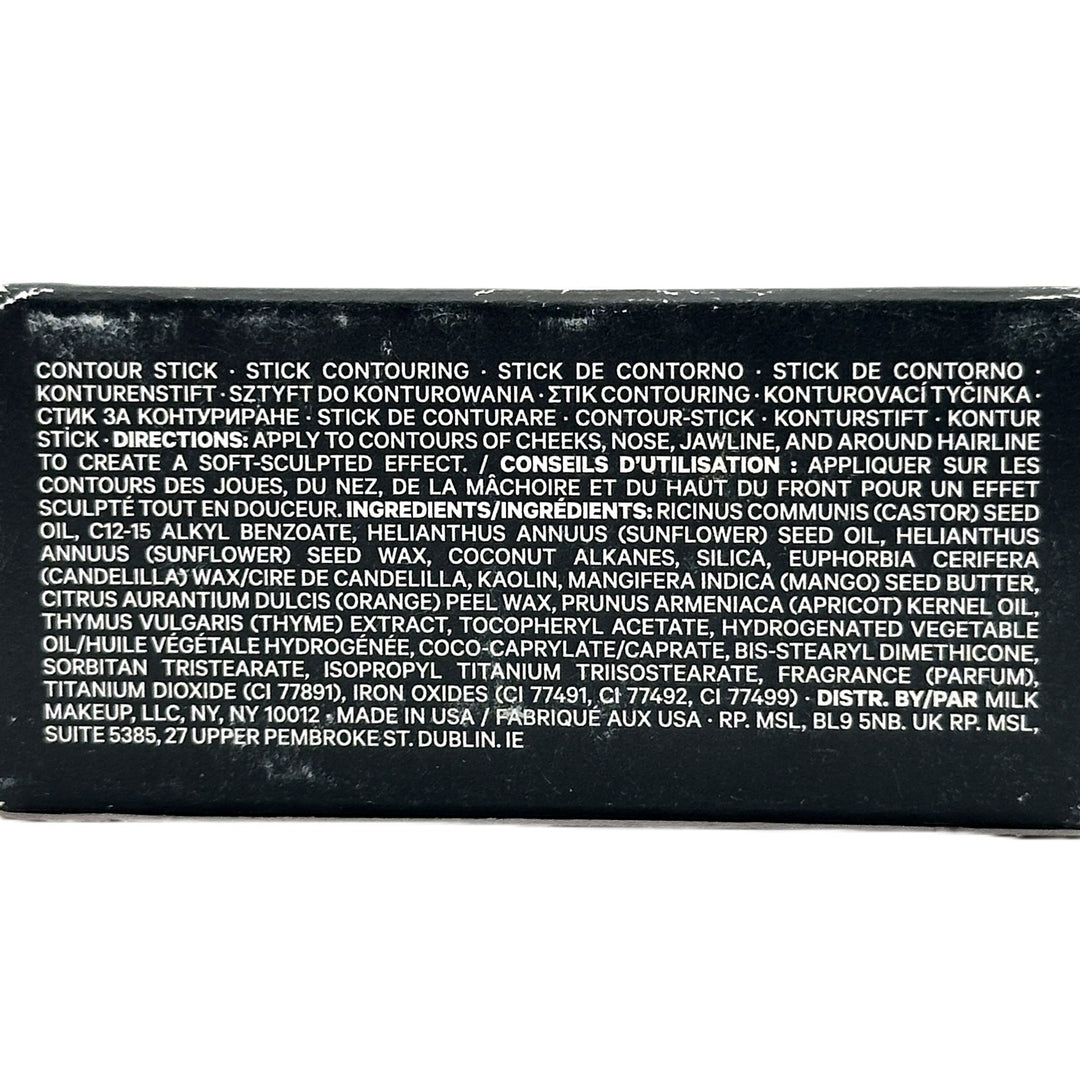 CONTOUR STICK · STICK CONTOURING · STICK DE CONTORNO · STICK DE CONTORNO ·
KONTURENSTIFT · SZTYFT DO KONTUROWANIA · ΣTIK CONTOURING · KONTUROVACÍ TYČINKA ·
СТИК ЗА КОНТУРИРАНЕ · STICK DE CONTURARE · CONTOUR-STICK · KONTURSTIFT · KONTUR
STICK · DIRECTIONS: APPLY TO CONTOURS OF CHEEKS, NOSE, JAWLINE, AND AROUND HAIRLINE
TO CREATE A SOFT-SCULPTED EFFECT. / CONSEILS D'UTILISATION : APPLIQUER SUR LES
CONTOURS DES JOUES, DU NEZ, DE LA MÂCHOIRE ET DU HAUT DU FRONT POUR UN EFFET
SCULPTÉ TOUT EN DOUCEUR. INGREDIENTS/INGRÉDIENTS: RICINUS COMMUNIS (CASTOR) SEED
OIL, C12-15 ALKYL BENZOATE, HELIANTHUS ANNUUS (SUNFLOWER) SEED OIL, HELIANTHUS
ANNUUS (SUNFLOWER) SEED WAX, COCONUT ALKANES, SILICA, EUPHORBIA CERIFERA
(CANDELILLA) WAX/CIRE DE CANDELILLA, KAOLIN, MANGIFERA INDICA (MANGO) SEED BUTTER,
CITRUS AURANTIUM DULCIS (ORANGE) PEEL WAX, PRUNUS ARMENIACA (APRICOT) KERNEL OIL,
THYMUS VULGARIS (THYME) EXTRACT, TOCOPHERYL ACETATE, HYDROGENATED VEGETABLE
OIL/HUILE VÉGÉTALE HYDROGÉNÉE, COCO-CAPRYLATE/CAPRATE, BIS-STEARYL DIMETHICONE,
SORBITAN TRISTEARATE, ISOPROPYL TITANIUM TRIISOSTEARATE, FRAGRANCE (PARFUM),
TITANIUM DIOXIDE (CI 77891), IRON OXIDES (CI 77491, CI 77492, CI 77499) · DISTR. BY/PAR MILK
MAKEUP, LLC, NY, NY 10012 . MADE IN USA / FABRIQUÉ AUX USA · RP. MSL, BL9 5NB. UK RP. MSL,
SUITE 5385, 27 UPPER PEMBROKE ST. DUBLIN. IE